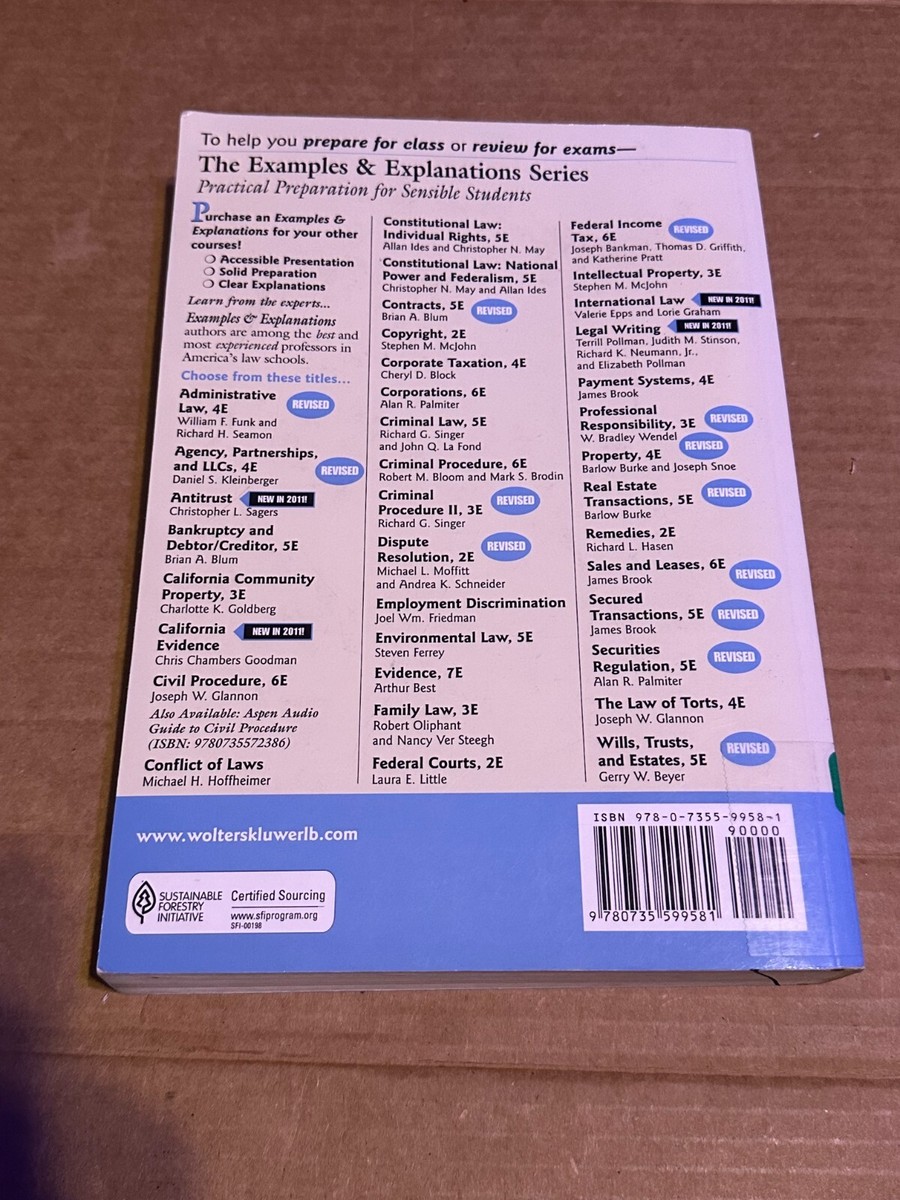 To help you prepare for class or review for exams—
The Examples & Explanations Series
Practical Preparation for Sensible Students
Purchase an Examples &
Explanations for your other
courses!
❍ Accessible Presentation
❍ Solid Preparation
❍ Clear Explanations
Learn from the experts...
Examples & Explanations
authors are among the best and
most experienced professors in
America's law schools.
Choose from these titles...
Administrative
Law, 4E REVISED
William F. Funk and
Richard H. Seamon
Agency, Partnerships,
and LLCs, 4E REVISED
Daniel S. Kleinberger
Antitrust NEW IN 2011!
Christopher L. Sagers
Bankruptcy and
Debtor/Creditor, 5E
Brian A. Blum
California Community
Property, 3E
Charlotte K. Goldberg
California NEW IN 2011!
Evidence
Chris Chambers Goodman
Civil Procedure, 6E
Joseph W. Glannon
Also Available: Aspen Audio
Guide to Civil Procedure
(ISBN: 9780735572386)
Conflict of Laws
Michael H. Hoffheimer
Constitutional Law:
Individual Rights, 5E
Allan Ides and Christopher N. May
Constitutional Law: National
Power and Federalism, 5E
Christopher N. May and Allan Ides
Contracts, 5E REVISED
Brian A. Blum
Copyright, 2E
Stephen M. McJohn
Corporate Taxation, 4E
Cheryl D. Block
Corporations, 6E
Alan R. Palmiter
Criminal Law, 5E
Richard G. Singer
and John Q. La Fond
Criminal Procedure, 6E
Robert M. Bloom and Mark S. Brodin
Criminal
Procedure II, 3E REVISED
Richard G. Singer
Dispute
Resolution, 2E REVISED
Michael L. Moffitt
and Andrea K. Schneider
Employment Discrimination
Joel Wm. Friedman
Environmental Law, 5E
Steven Ferrey
Evidence, 7E
Arthur Best
Family Law, 3E
Robert Oliphant
and Nancy Ver Steegh
Federal Courts, 2E
Laura E. Little
Federal Income
Tax, 6E REVISED
Joseph Bankman, Thomas D. Griffith,
and Katherine Pratt
Intellectual Property, 3E
Stephen M. McJohn
International Law NEW IN 2011!
Valerie Epps and Lorie Graham
Legal Writing NEW IN 2011!
Terrill Pollman, Judith M. Stinson,
Richard K. Neumann, Jr.,
and Elizabeth Pollman
Payment Systems, 4E
James Brook
Professional
Responsibility, 3E REVISED
W. Bradley Wendel
Property, 4E REVISED
Barlow Burke and Joseph Snoe
Real Estate
Transactions, 5E REVISED
Barlow Burke
Remedies, 2E
Richard L. Hasen
Sales and Leases, 6E REVISED
James Brook
Secured
Transactions, 5E REVISED
James Brook
Securities
Regulation, 5E REVISED
Alan R. Palmiter
The Law of Torts, 4E
Joseph W. Glannon
Wills, Trusts,
and Estates, 5E REVISED
Gerry W. Beyer
www.wolterskluwerlb.com
SUSTAINABLE
FORESTRY
INITIATIVE
Certified Sourcing
www.sfiprogram.org
SFI-00198
ISBN 978-0-7355-9958-1
90000
9 780735 599581